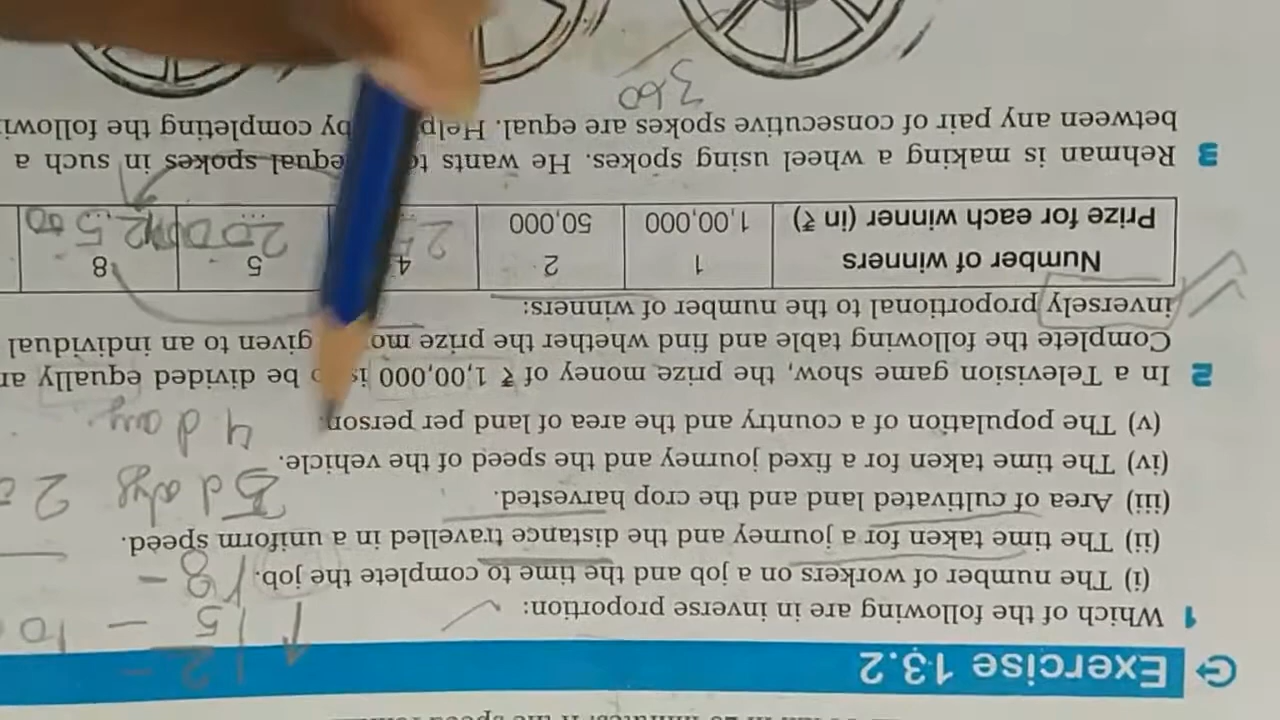 Exercise 13.2
1 Which of the following are in inverse proportion:
(i) The number of workers on a job and the time to complete the job.
(ii) The time taken for a journey and the distance travelled in a uniform speed.
(iii) Area of cultivated land and the crop harvested.
(iv) The time taken for a fixed journey and the speed of the vehicle.
(v) The population of a country and the area of land per person.
12 -
15 - 10
18 -
5 days
4 day
2 In a Television game show, the prize money of ₹ 1,00,000 is to be divided equally
Complete the following table and find whether the prize given to an individual
inversely proportional to the number of winners:
Number of winners 1 2 4 5 8
Prize for each winner (in ₹) 1,00,000 50,000
3 Rehman is making a wheel using spokes. He wants equal spokes in such a
between any pair of consecutive spokes are equal. Help by completing the
360